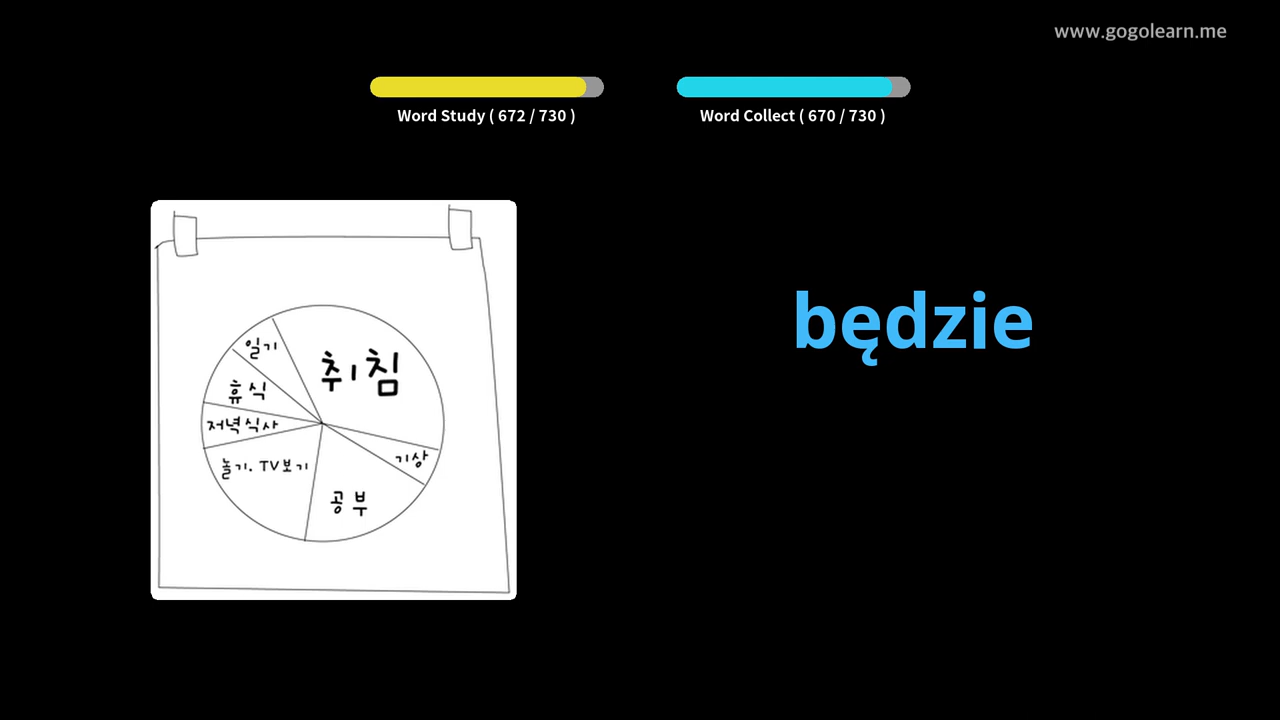 www.gogolearn.me
Word Study ( 672 / 730 )
Word Collect ( 670 / 730 )
일기
취침
휴식
저녁식사
놀기. TV보기
기상
공부
będzie